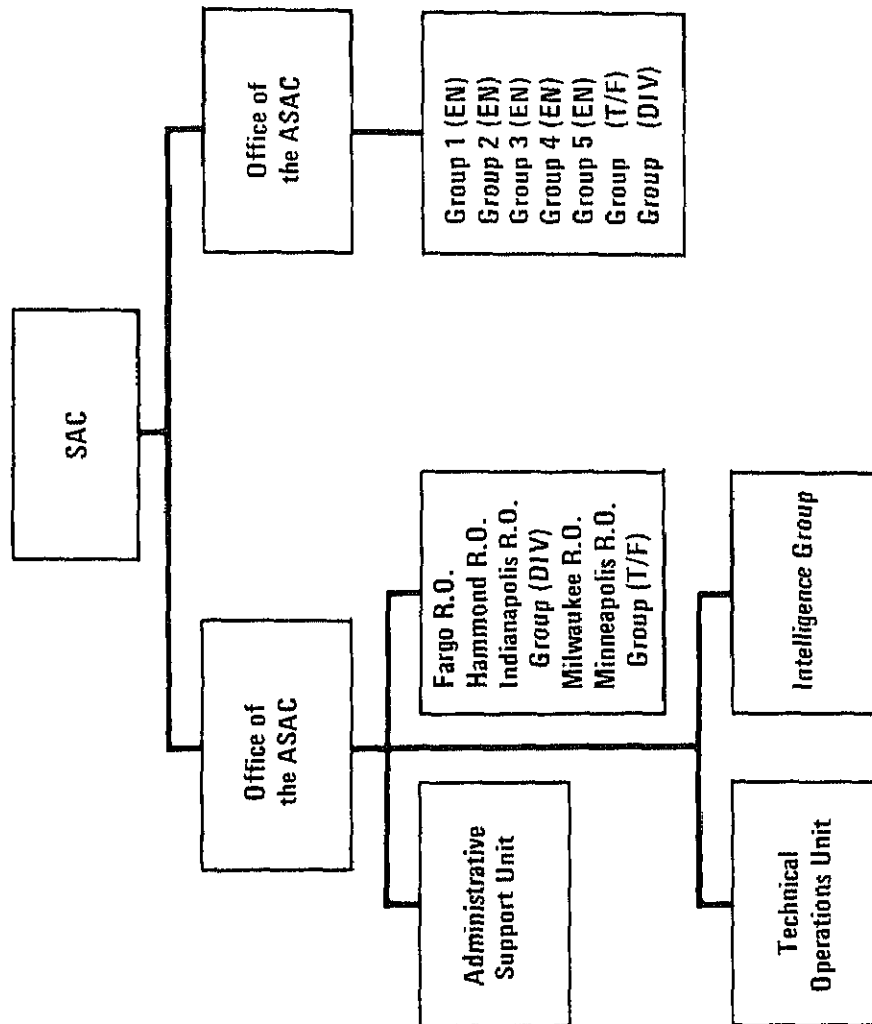 SAC
Office of
the ASAC
Office of
the ASAC
Administrative
Support Unit
Fargo R.O.
Hammond R.O.
Indianapolis R.O.
Group (DIV)
Milwaukee R.O.
Minneapolis R.O.
Group (T/F)
Group 1 (EN)
Group 2 (EN)
Group 3 (EN)
Group 4 (EN)
Group 5 (EN)
Group (T/F)
Group (DIV)
Technical
Operations Unit
Intelligence Group